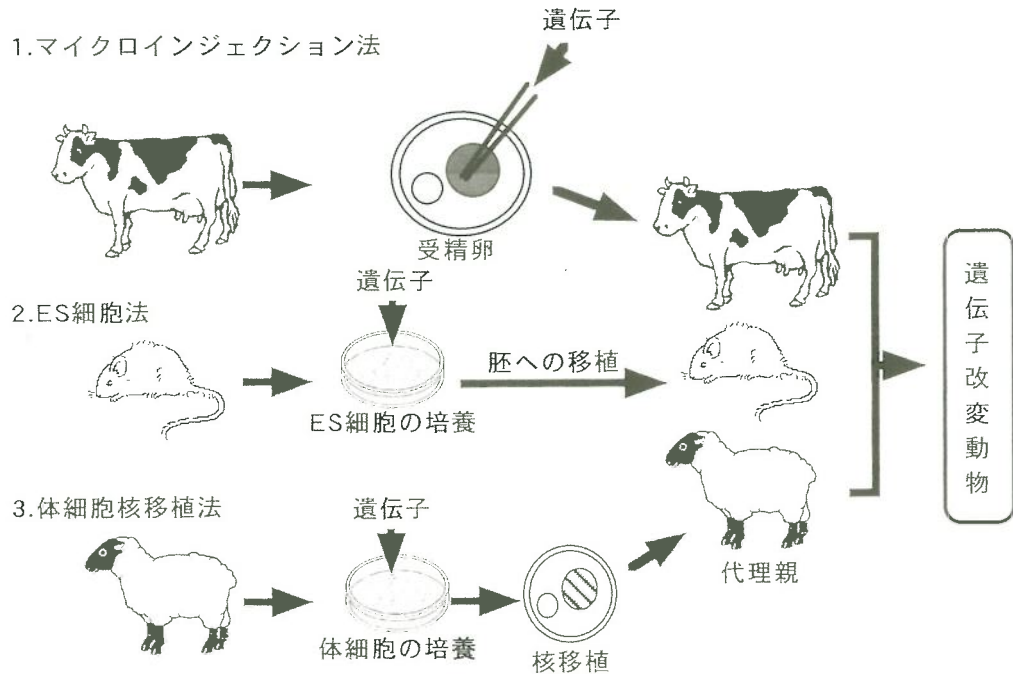 1.マイクロインジェクション法
遺伝子
受精卵
2.ES細胞法
遺伝子
ES細胞の培養
胚への移植
3.体細胞核移植法
遺伝子
体細胞の培養
核移植
代理親
遺伝子改変動物